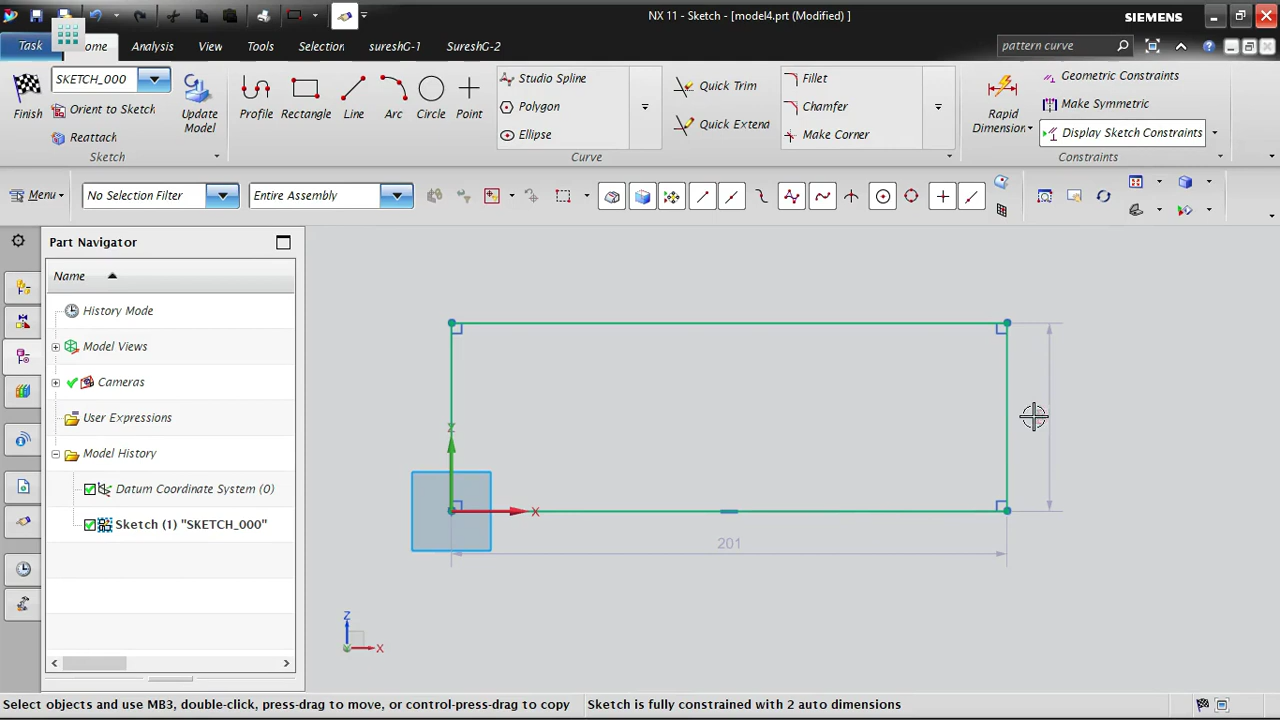 NX 11 - Sketch - [model4.prt (Modified) ]
SIEMENS
Task
ome
Analysis
View
Tools
Selection
sureshG-1
SureshG-2
pattern curve
Finish
SKETCH_000
Orient to Sketch
Reattach
Update
Model
Sketch
Profile
Rectangle
Line
Arc
Circle
Point
Studio Spline
Polygon
Ellipse
Quick Trim
Quick Extend
Fillet
Chamfer
Make Corner
Curve
Rapid
Dimension
Geometric Constraints
Make Symmetric
Display Sketch Constraints
Constraints
Menu
No Selection Filter
Entire Assembly
Part Navigator
Name
History Mode
Model Views
Cameras
User Expressions
Model History
Datum Coordinate System (0)
Sketch (1) "SKETCH_000"
Z
X
201
Z
X
Select objects and use MB3, double-click, press-drag to move, or control-press-drag to copy
Sketch is fully constrained with 2 auto dimensions